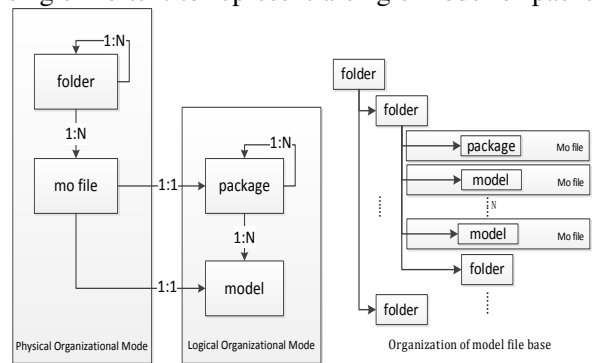 1:N
folder
1:N
mo file
1:1
1:1
Physical Organizational Mode
1:N
package
1:N
model
Logical Organizational Mode
folder
folder
package Mo file
model Mo file
N
model Mo file
folder
folder
Organization of model file base